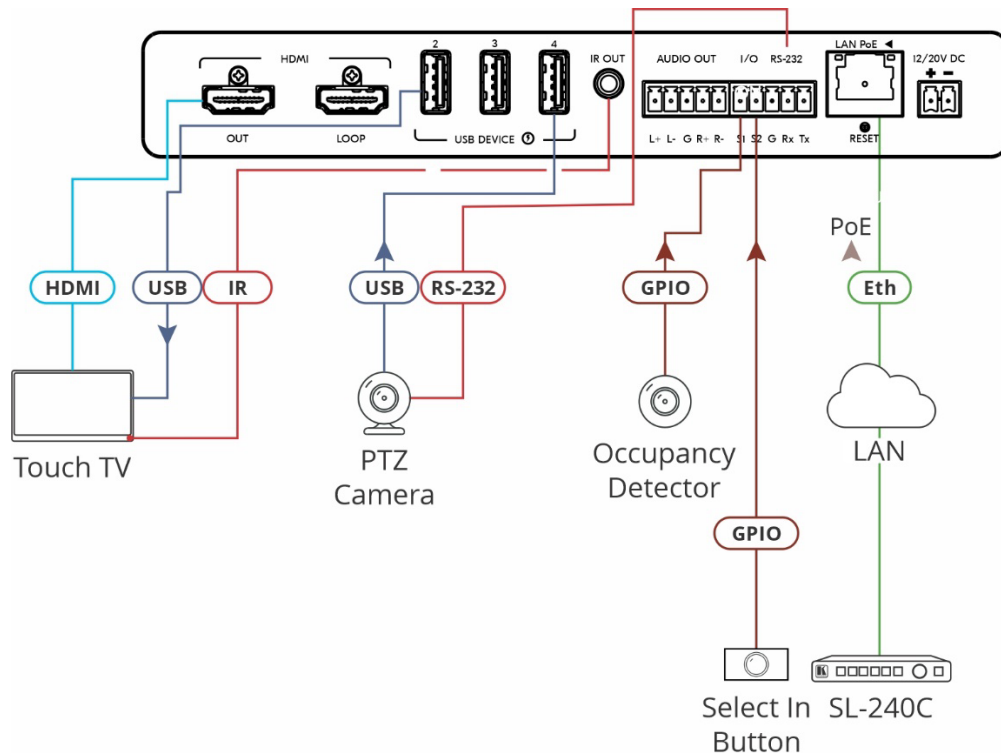 2 3 4 LAN PoE
HDMI IR OUT AUDIO OUT I/O RS-232 12/20V DC
+ -
OUT LOOP USB DEVICE L+ L- G R+ R- S1 S2 G Rx Tx RESET
PoE
HDMI USB IR USB RS-232 GPIO Eth
Touch TV
PTZ
Camera
Occupancy
Detector
LAN
GPIO
Select In
Button
SL-240C